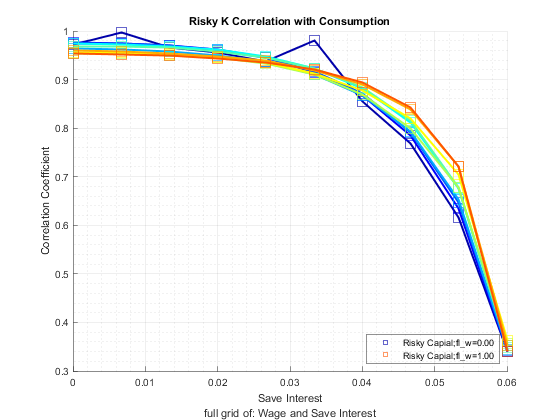 Risky K Correlation with Consumption
Correlation Coefficient
1
0.9
0.8
0.7
0.6
0.5
0.4
0.3
0
0.01
0.02
0.03
0.04
0.05
0.06
Risky Capial;fl_w=0.00
Risky Capial;fl_w=1.00
Save Interest
full grid of: Wage and Save Interest